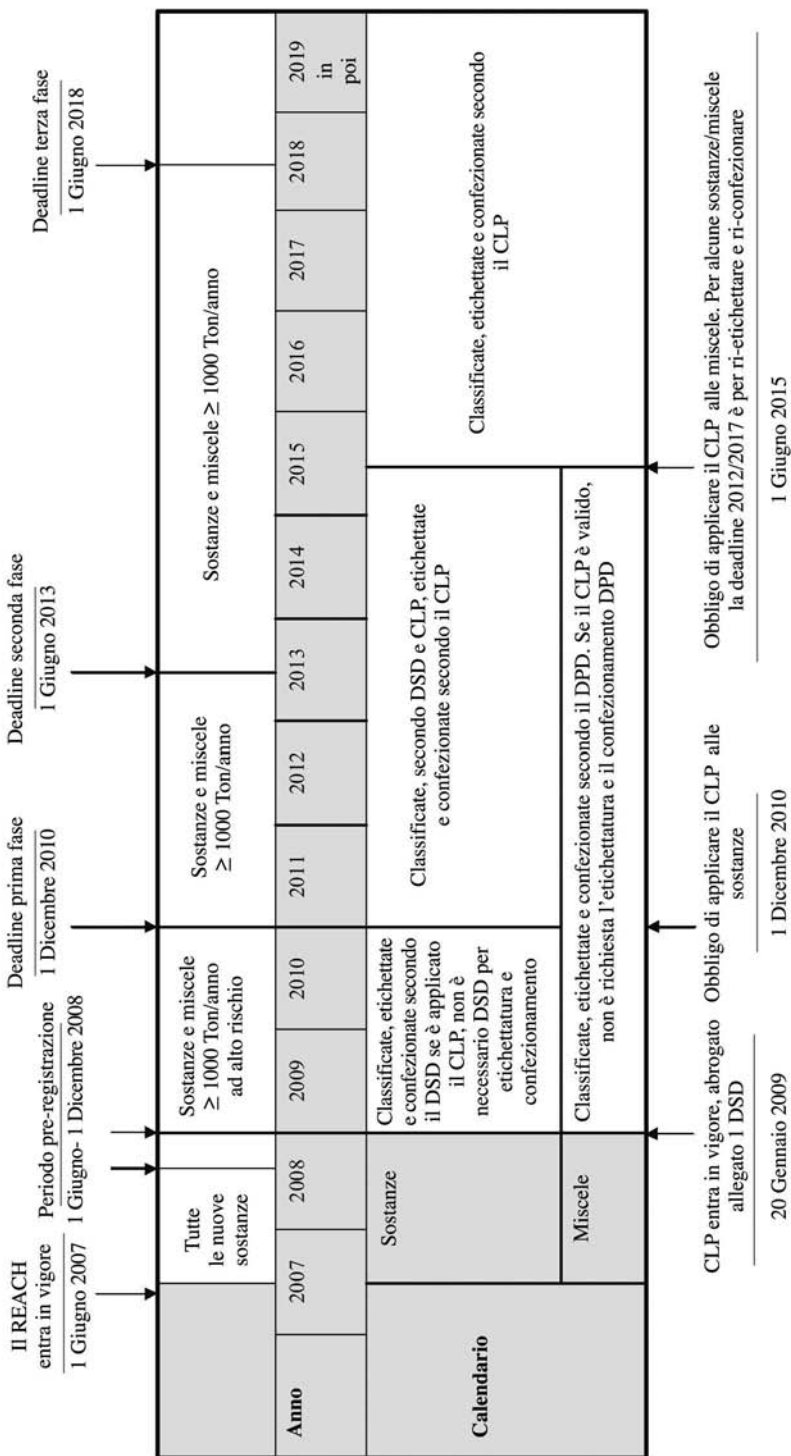 Il REACH
entra in vigore
1 Giugno 2007
Periodo pre-registrazione
1 Giugno- 1 Dicembre 2008
Deadline prima fase
1 Dicembre 2010
Deadline seconda fase
1 Giugno 2013
Deadline terza fase
1 Giugno 2018
Tutte
le nuove
sostanze
Sostanze e miscele
≥ 1000 Ton/anno
ad alto rischio
Sostanze e miscele
≥ 1000 Ton/anno
Sostanze e miscele ≥ 1000 Ton/anno
Anno
2007
2008
2009
2010
2011
2012
2013
2014
2015
2016
2017
2018
2019
in
poi
Calendario
Sostanze
Classificate, etichettate
e confezionate secondo
il DSD se è applicato
il CLP, non è
necessario DSD per
etichettatura e
confezionamento
Classificate, secondo DSD e CLP, etichettate
e confezionate secondo il CLP
Classificate, etichettate e confezionate secondo
il CLP
Miscele
Classificate, etichettate e confezionate secondo il DPD. Se il CLP è valido,
non è richiesta l'etichettatura e il confezionamento DPD
CLP entra in vigore, abrogato
allegato 1 DSD
20 Gennaio 2009
Obbligo di applicare il CLP alle
sostanze
1 Dicembre 2010
Obbligo di applicare il CLP alle miscele. Per alcune sostanze/miscele
la deadline 2012/2017 è per ri-etichettare e ri-confezionare
1 Giugno 2015